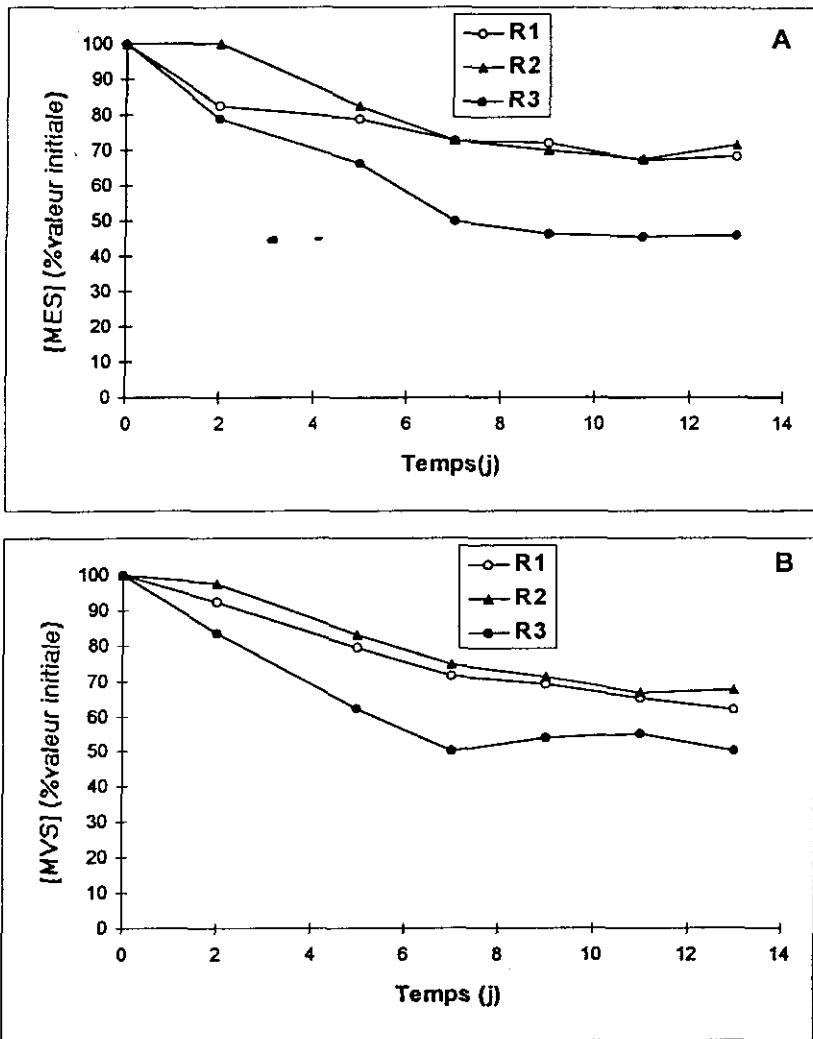 A
R1
R2
R3
[MES] (%valeur initiale)
100
90
80
70
60
50
40
30
20
10
0
0 2 4 6 8 10 12 14
Temps(j)
B
R1
R2
R3
[MVS] (%valeur initiale)
100
90
80
70
60
50
40
30
20
10
0
0 2 4 6 8 10 12 14
Temps (j)